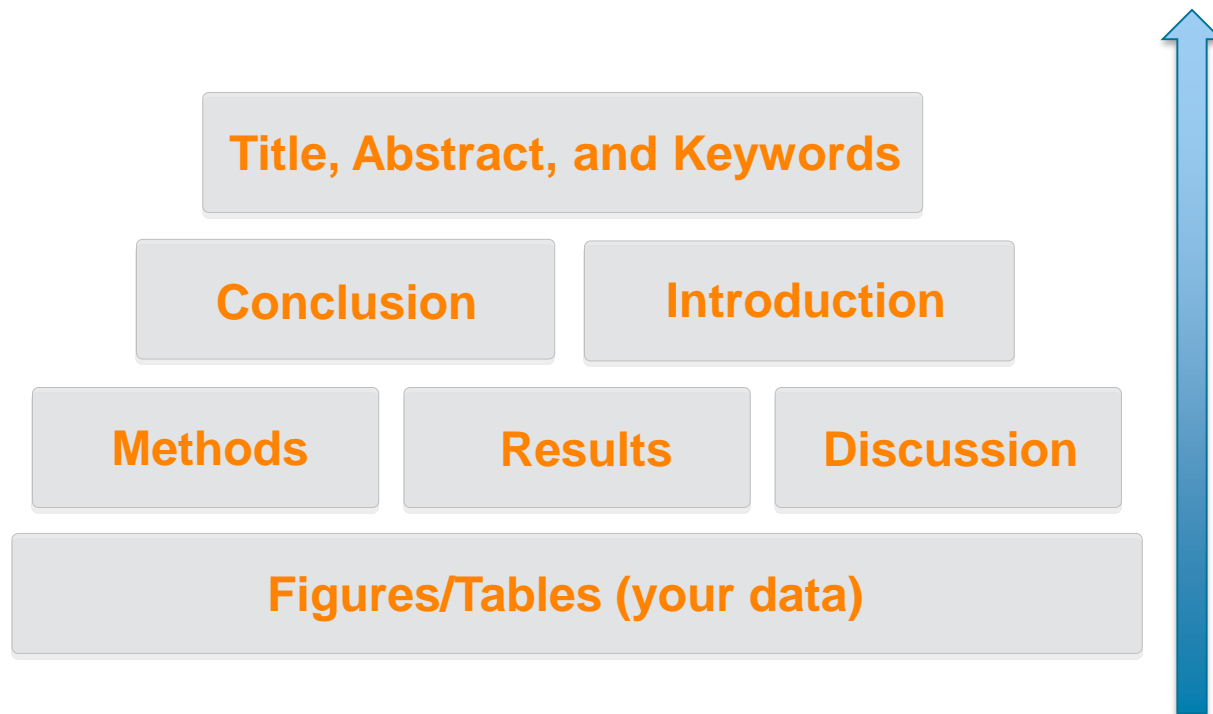 Title, Abstract, and Keywords
Conclusion
Introduction
Methods
Results
Discussion
Figures/Tables (your data)